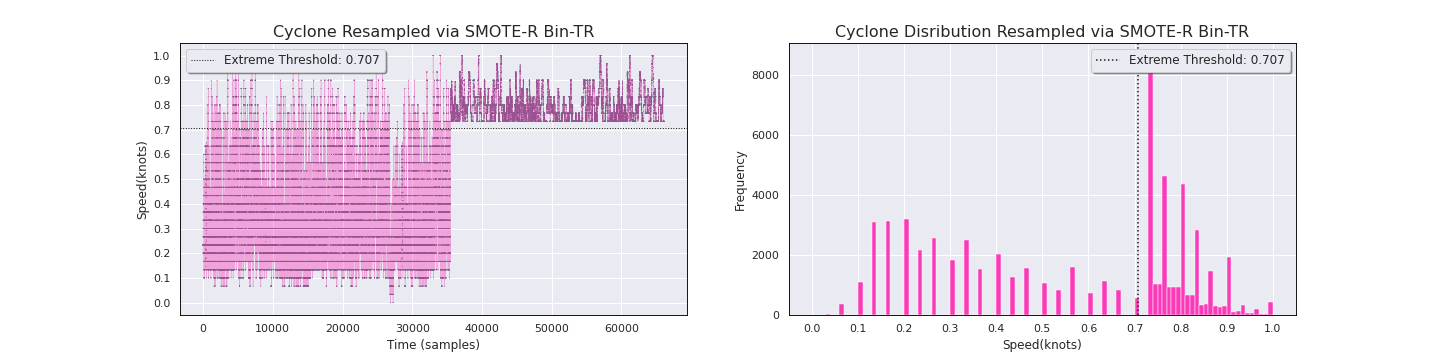 Cyclone Resampled via SMOTE-R Bin-TR
Extreme Threshold: 0.707
Speed(knots)
1.0
0.9
0.8
0.7
0.6
0.5
0.4
0.3
0.2
0.1
0.0
0 10000 20000 30000 40000 50000 60000
Time (samples)
Cyclone Disribution Resampled via SMOTE-R Bin-TR
Extreme Threshold: 0.707
Frequency
8000
6000
4000
2000
0
0.0 0.1 0.2 0.3 0.4 0.5 0.6 0.7 0.8 0.9 1.0
Speed(knots)